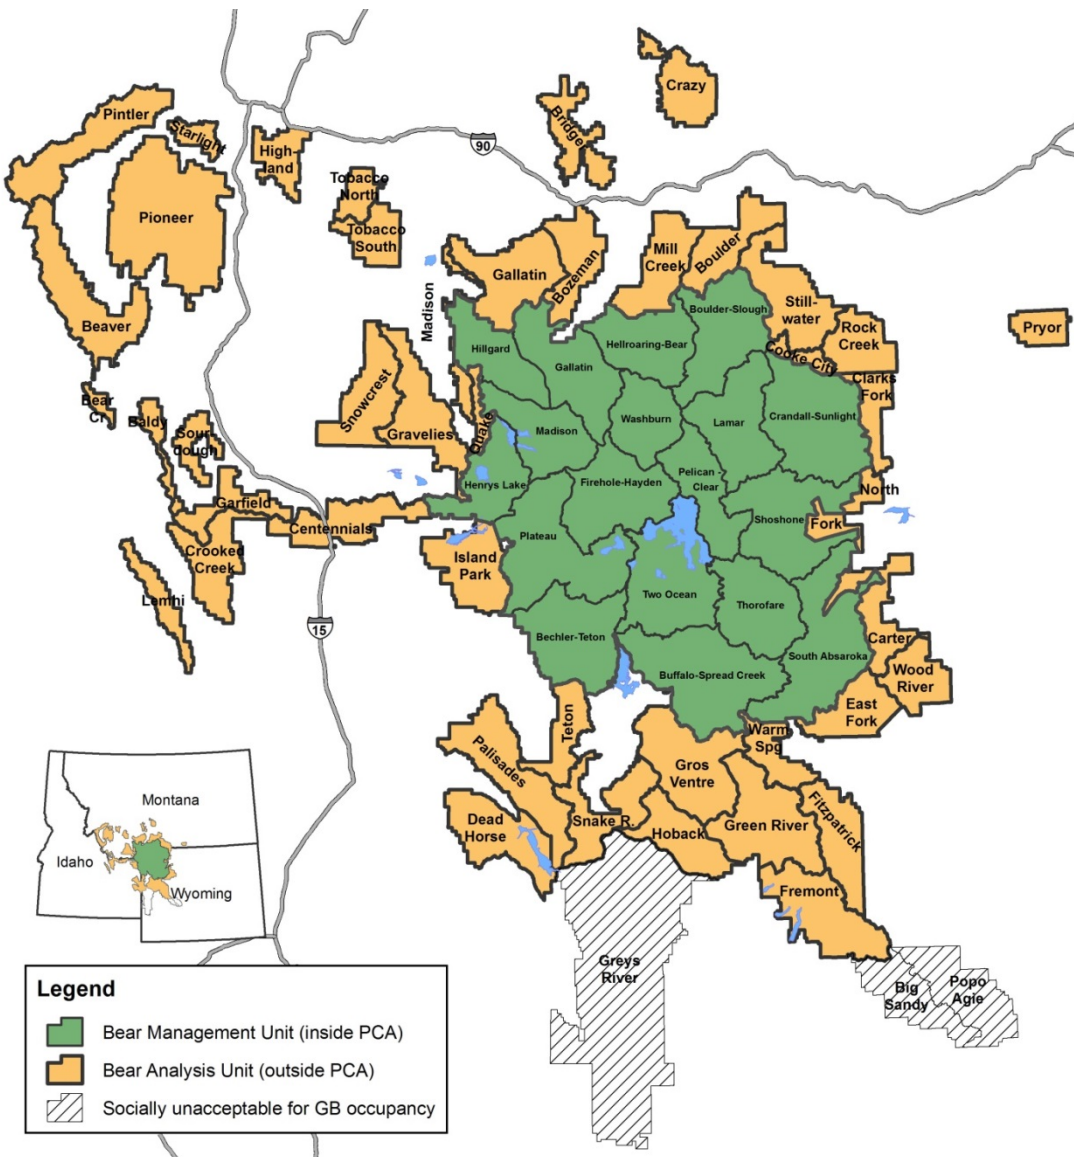 Crazy
Pintler
Starlight
Bridger
High-
land
90
Tobacco
North
Tobacco
South
Pioneer
Mill
Creek
Boulder
Gallatin
Bozeman
Madison
Still-
water
Boulder-Slough
Beaver
Pryor
Rock
Creek
Hillgard
Hellroaring-Bear
Cooke City
Gallatin
Clarks
Fork
Bear
Cr
Snowcrest
Baldy
Sour-
dough
Gravelies
Quake
Madison
Washburn
Lamar
Crandall-Sunlight
Henrys Lake
Firehole-Hayden
Pelican -
Clear
North
Fork
Garfield
Centennials
Shoshone
Plateau
Crooked
Creek
Island
Park
Lemhi
Two Ocean
Thorofare
15
Bechler-Teton
Carter
South Absaroka
Buffalo-Spread Creek
Wood
River
East
Fork
Teton
Warm
Spg
Palisades
Gros
Ventre
Fitzpatrick
Dead
Horse
Snake R.
Hoback
Green River
Fremont
Montana
Idaho
Wyoming
Greys
River
Big
Sandy
Popo
Agie
Legend
Bear Management Unit (inside PCA)
Bear Analysis Unit (outside PCA)
Socially unacceptable for GB occupancy